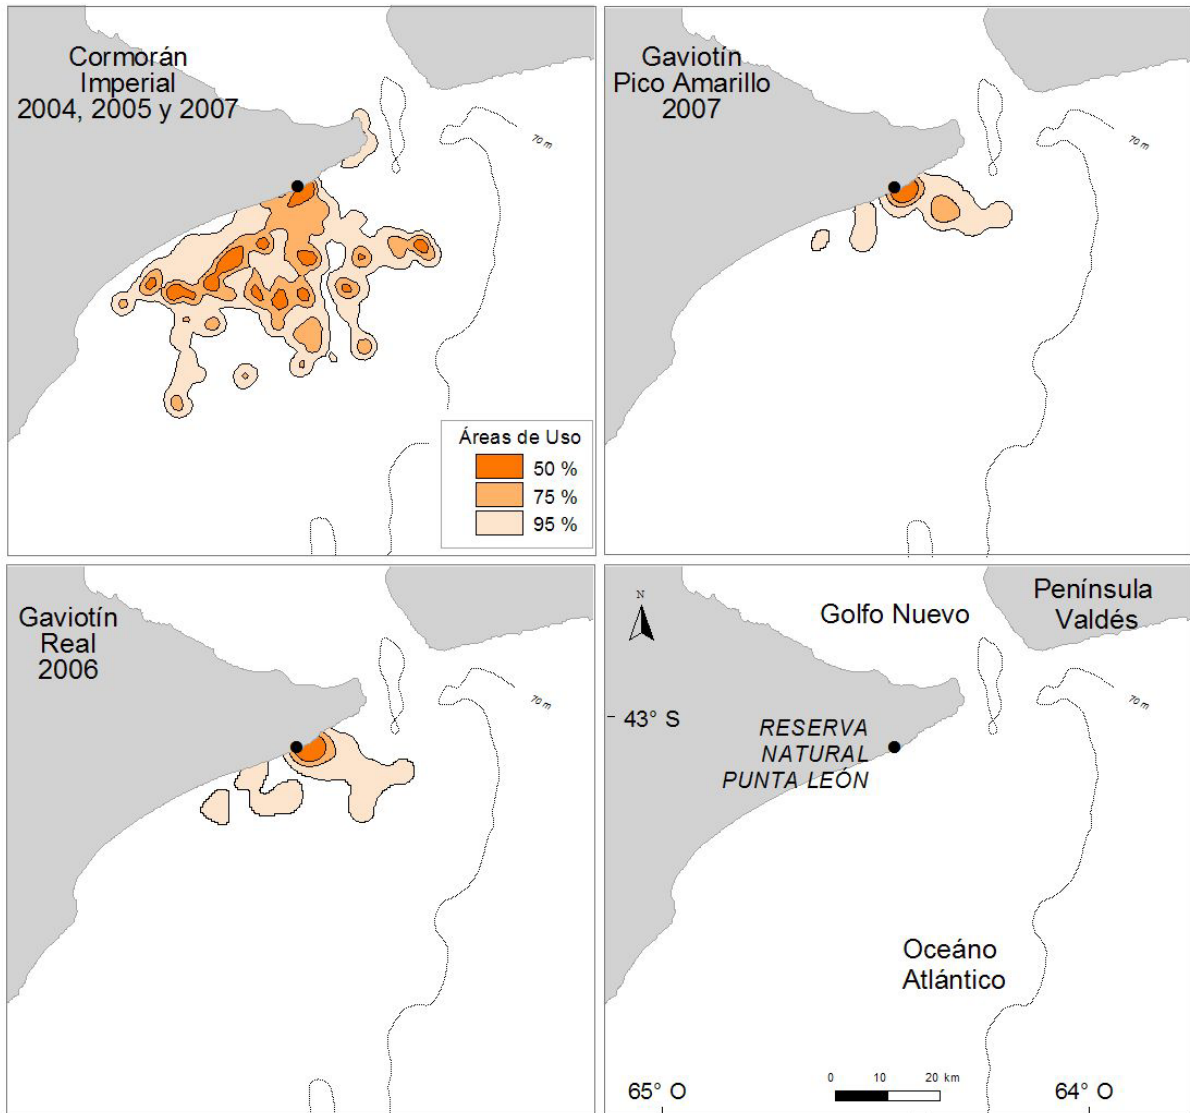 Cormorán
Imperial
2004, 2005 y 2007
70 m
Áreas de Uso
50 %
75 %
95 %
Gaviotín
Pico Amarillo
2007
70 m
Gaviotín
Real
2006
70 m
N
Golfo Nuevo
Península
Valdés
70 m
43° S
RESERVA
NATURAL
PUNTA LEÓN
Oceáno
Atlántico
0 10 20 km
65° O
64° O